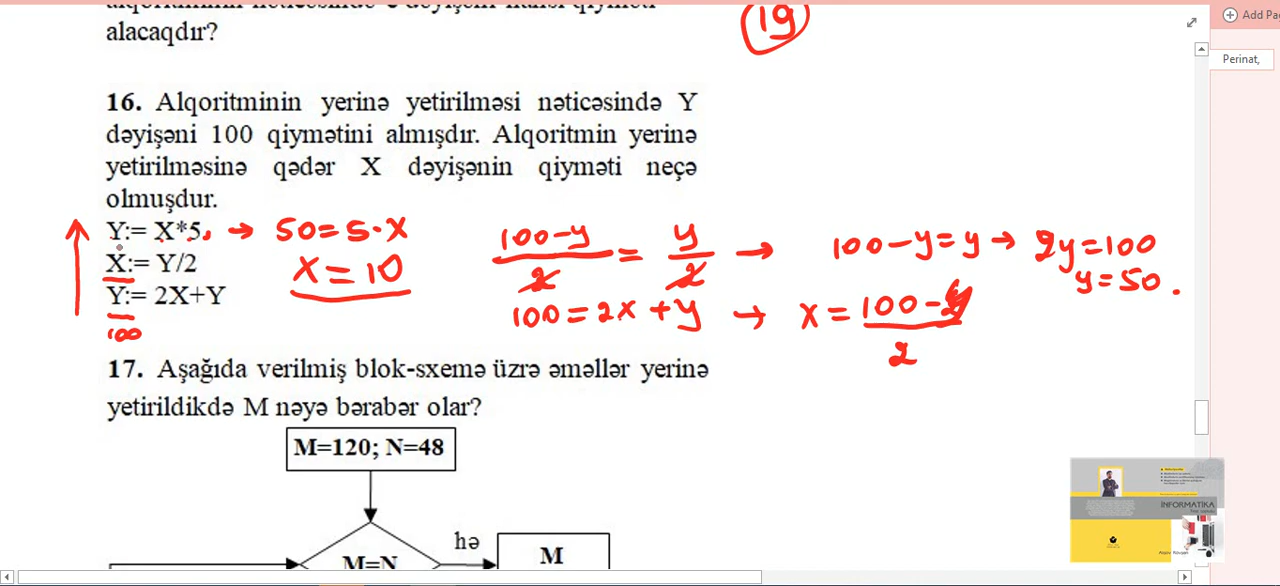 alacaqdır?
19
Add Pa
Perinat,
16. Alqoritminin yerinə yetirilməsi nəticəsində Y
dəyişəni 100 qiymətini almışdır. Alqoritmin yerinə
yetirilməsinə qədər X dəyişənin qiyməti neçə
olmuşdur.
Y:= X*5, → 50=5·X
X:= Y/2 X=10
Y:= 2X+Y
100
100-y/2 = y/2 → 100-y=y → 2y=100
y=50.
100=2x+y → x=100-y/2
17. Aşağıda verilmiş blok-sxemə üzrə əməllər yerinə
yetirildikdə M nəyə bərabər olar?
M=120; N=48
M=N
hə
M
İNFORMATİKA